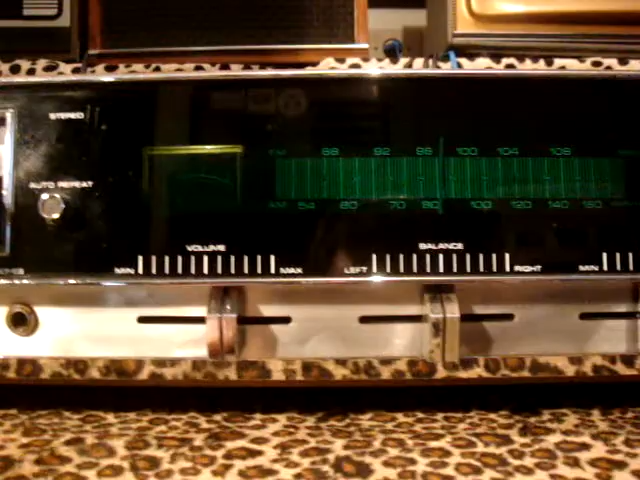 STEREO
AUTO REPEAT
FM 88 92 96 100 104 108
AM 54 60 70 80 100 120 140 160
VOLUME
MIN MAX
BALANCE
LEFT RIGHT
MIN